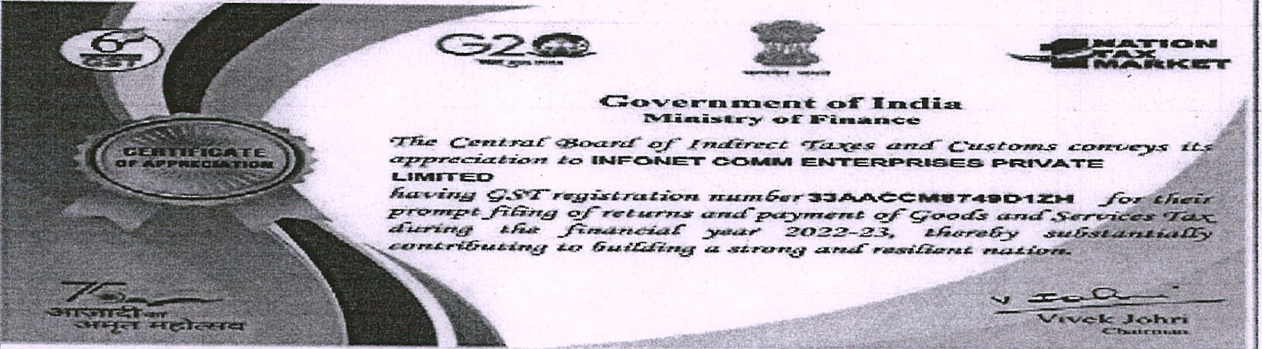 6
GST
G20
NATION
TAX
MARKET
Government of India
Ministry of Finance
CERTIFICATE
OF APPRECIATION
The Central Board of Indirect Taxes and Customs conveys its
appreciation to INFONET COMM ENTERPRISES PRIVATE
LIMITED
having GST registration number 33AACCM8749D1ZH for their
prompt filing of returns and payment of Goods and Services Tax
during the financial year 2022-23, thereby substantially
contributing to building a strong and resilient nation.
75
आज़ादी का
अमृत महोत्सव
Vivek Johri
Chairman